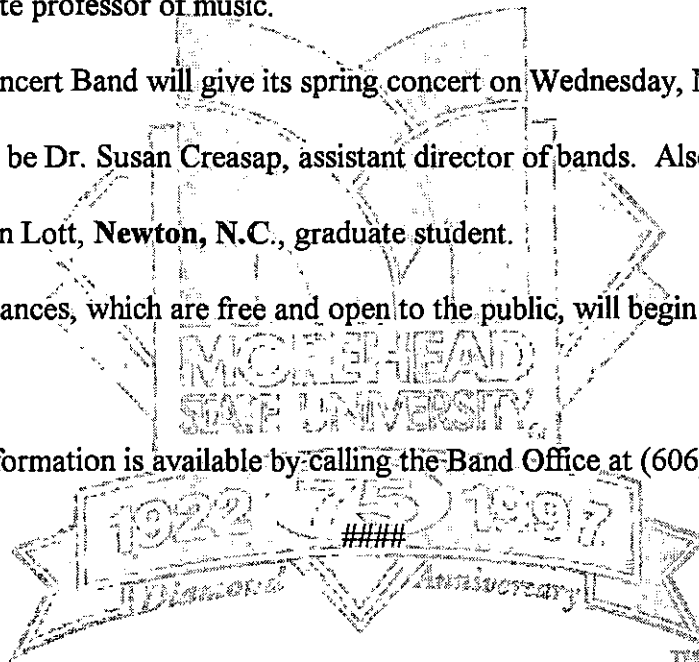 te professor of music.
ncert Band will give its spring concert on Wednesday,
be Dr. Susan Creasap, assistant director of bands. Also
n Lott, Newton, N.C., graduate student.
ances, which are free and open to the public, will begin
MOREHEAD
STATE UNIVERSITY
formation is available by calling the Band Office at (606
1922 75 1997
####
Diamond Anniversary